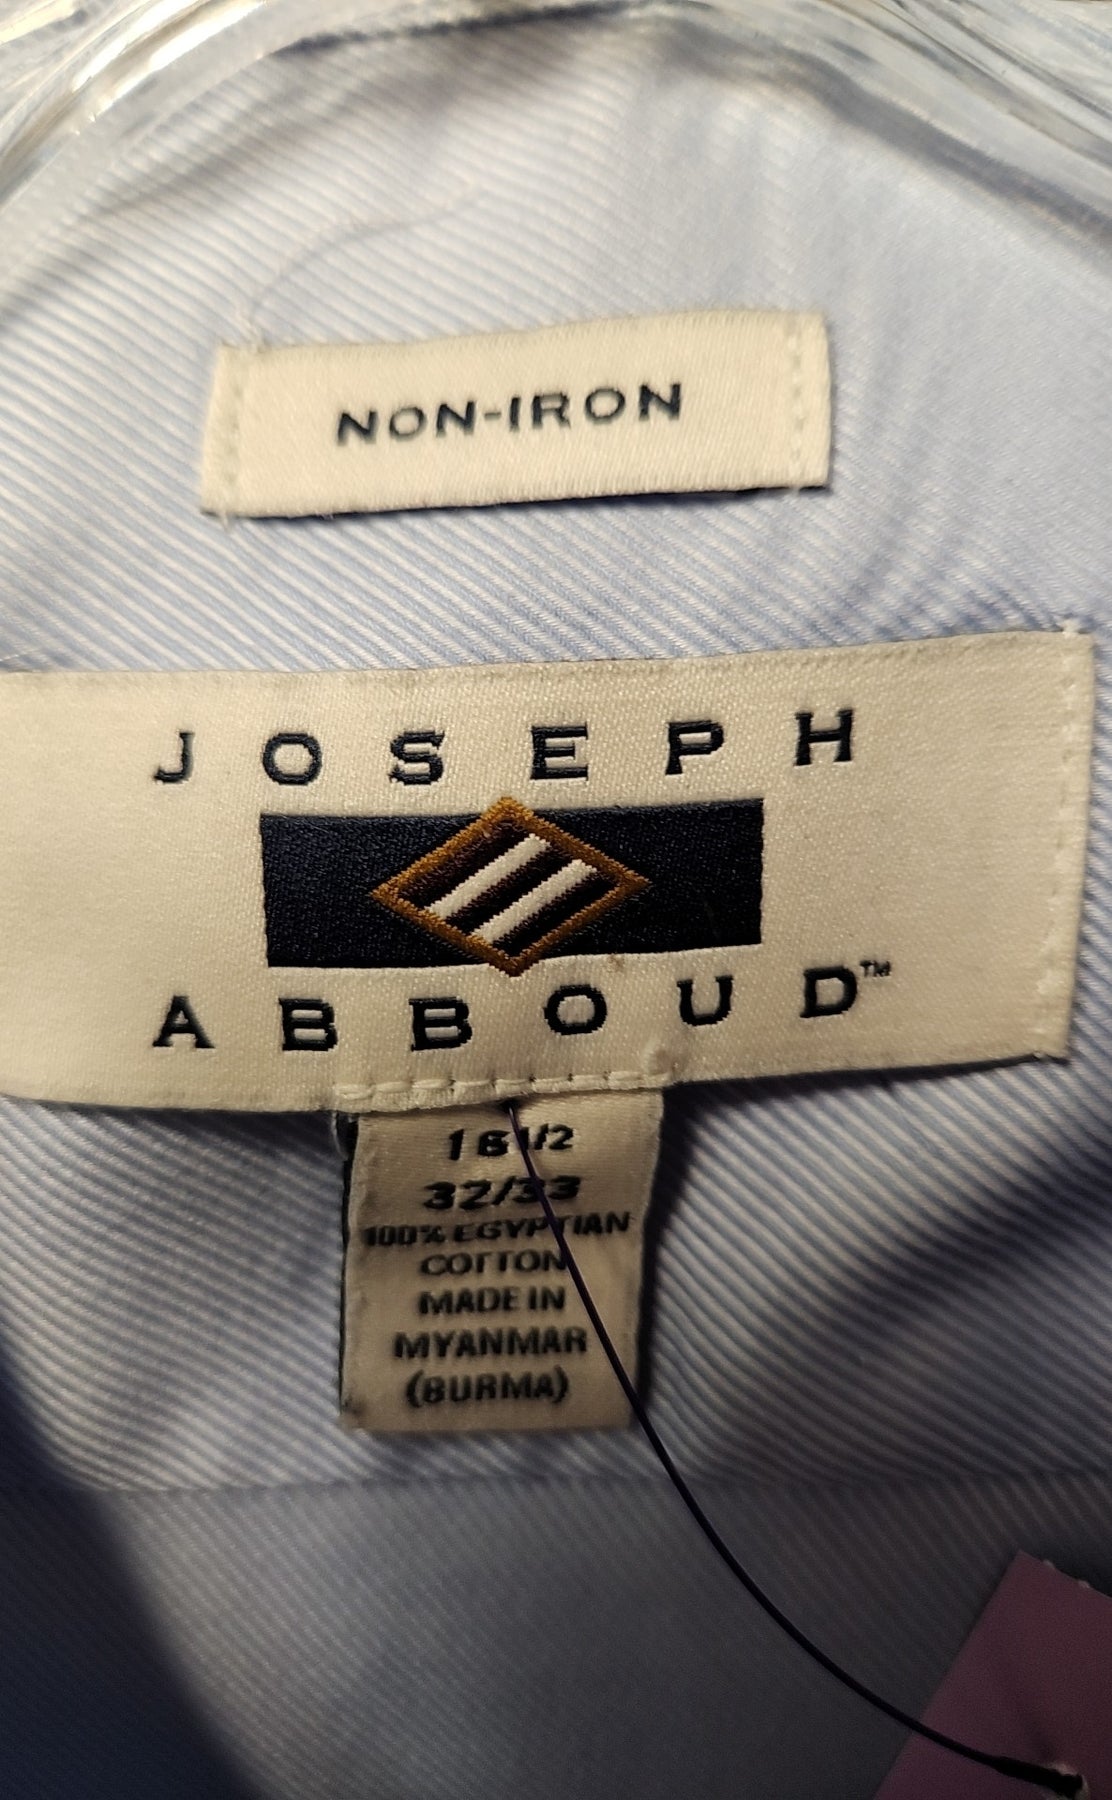 NON-IRON
JOSEPH
ABBOUD™
16 1/2
32/33
100% EGYPTIAN
COTTON
MADE IN
MYANMAR
(BURMA)